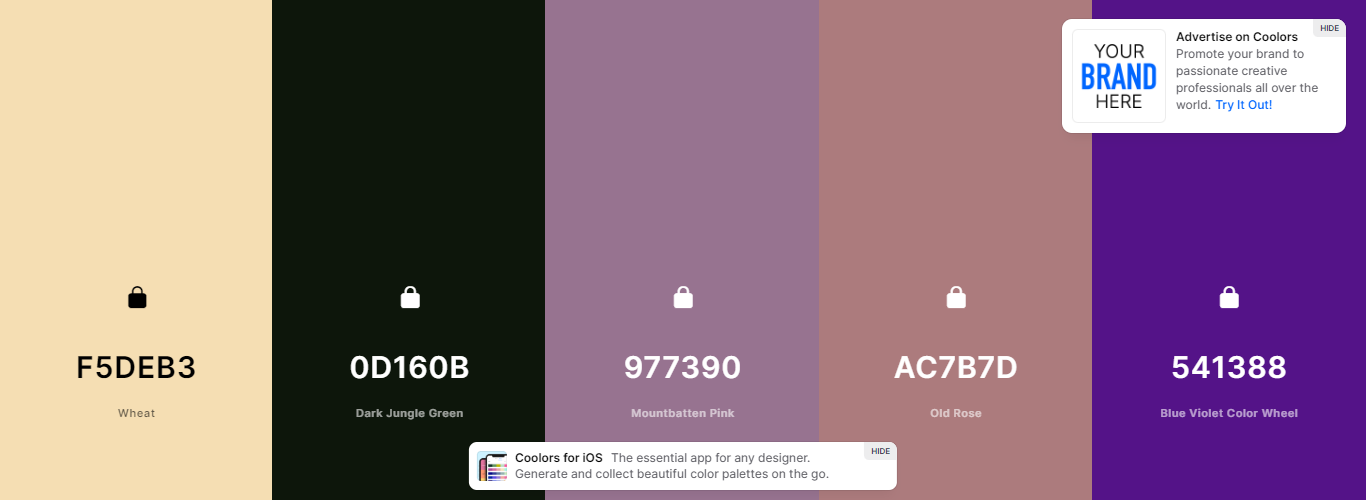 HIDE
YOUR
BRAND
HERE
Advertise on Coolors
Promote your brand to
passionate creative
professionals all over the
world. Try It Out!
F5DEB3
Wheat
0D160B
Dark Jungle Green
977390
Mountbatten Pink
AC7B7D
Old Rose
541388
Blue Violet Color Wheel
HIDE
Coolors for iOS The essential app for any designer.
Generate and collect beautiful color palettes on the go.